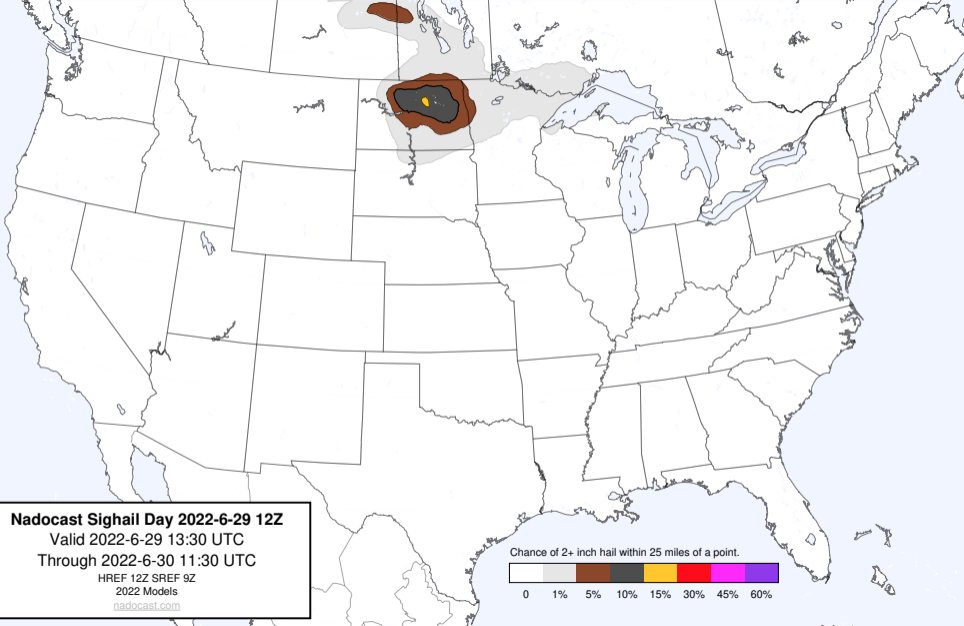 Nadocast Sighail Day 2022-6-29 12Z
Valid 2022-6-29 13:30 UTC
Through 2022-6-30 11:30 UTC
HREF 12Z SREF 9Z
2022 Models
nadocast.com
Chance of 2+ inch hail within 25 miles of a point.
0 1% 5% 10% 15% 30% 45% 60%